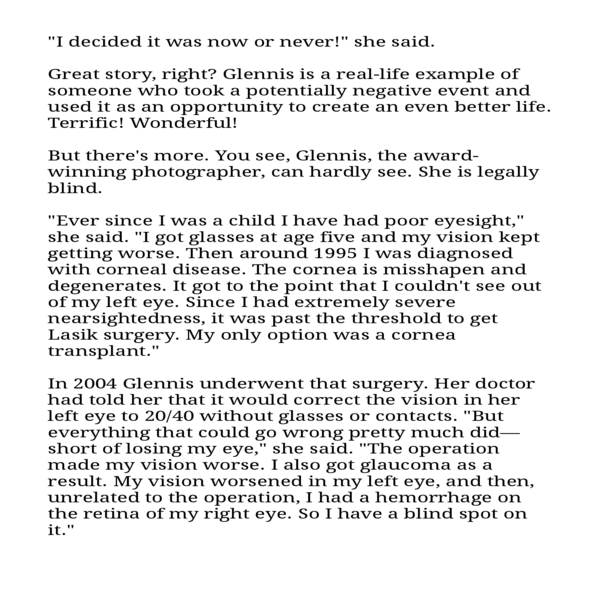 "I decided it was now or never!" she said.
Great story, right? Glennis is a real-life example of
someone who took a potentially negative event and
used it as an opportunity to create an even better life.
Terrific! Wonderful!
But there's more. You see, Glennis, the award-
winning photographer, can hardly see. She is legally
blind.
"Ever since I was a child I have had poor eyesight,"
she said. "I got glasses at age five and my vision kept
getting worse. Then around 1995 I was diagnosed
with corneal disease. The cornea is misshapen and
degenerates. It got to the point that I couldn't see out
of my left eye. Since I had extremely severe
nearsightedness, it was past the threshold to get
Lasik surgery. My only option was a cornea
transplant."
In 2004 Glennis underwent that surgery. Her doctor
had told her that it would correct the vision in her
left eye to 20/40 without glasses or contacts. "But
everything that could go wrong pretty much did—
short of losing my eye," she said. "The operation
made my vision worse. I also got glaucoma as a
result. My vision worsened in my left eye, and then,
unrelated to the operation, I had a hemorrhage on
the retina of my right eye. So I have a blind spot on
it."